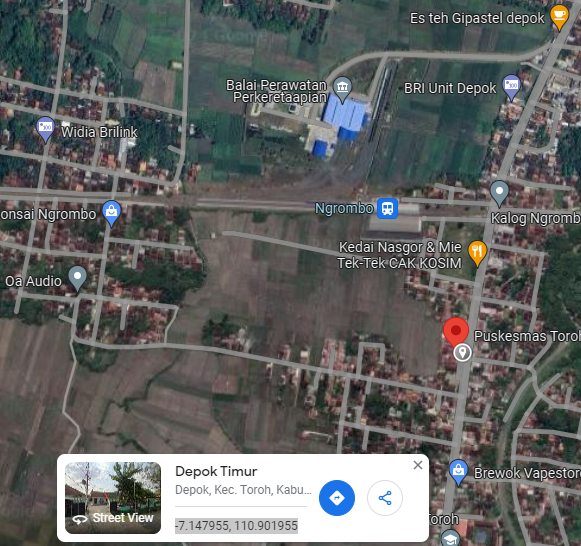 Es teh Gipastel depok
Balai Perawatan
Perkeretaapian
BRI Unit Depok
Widia Brilink
onsai Ngrombo
Ngrombo
Kalog Ngromb
Kedai Nasgor & Mie
Tek-Tek CAK KOSIM
Oa Audio
Puskesmas Toroh
Depok Timur
Depok, Kec. Toroh, Kabu...
-7.147955, 110.901955
Street View
Brewok Vapestore
Toroh